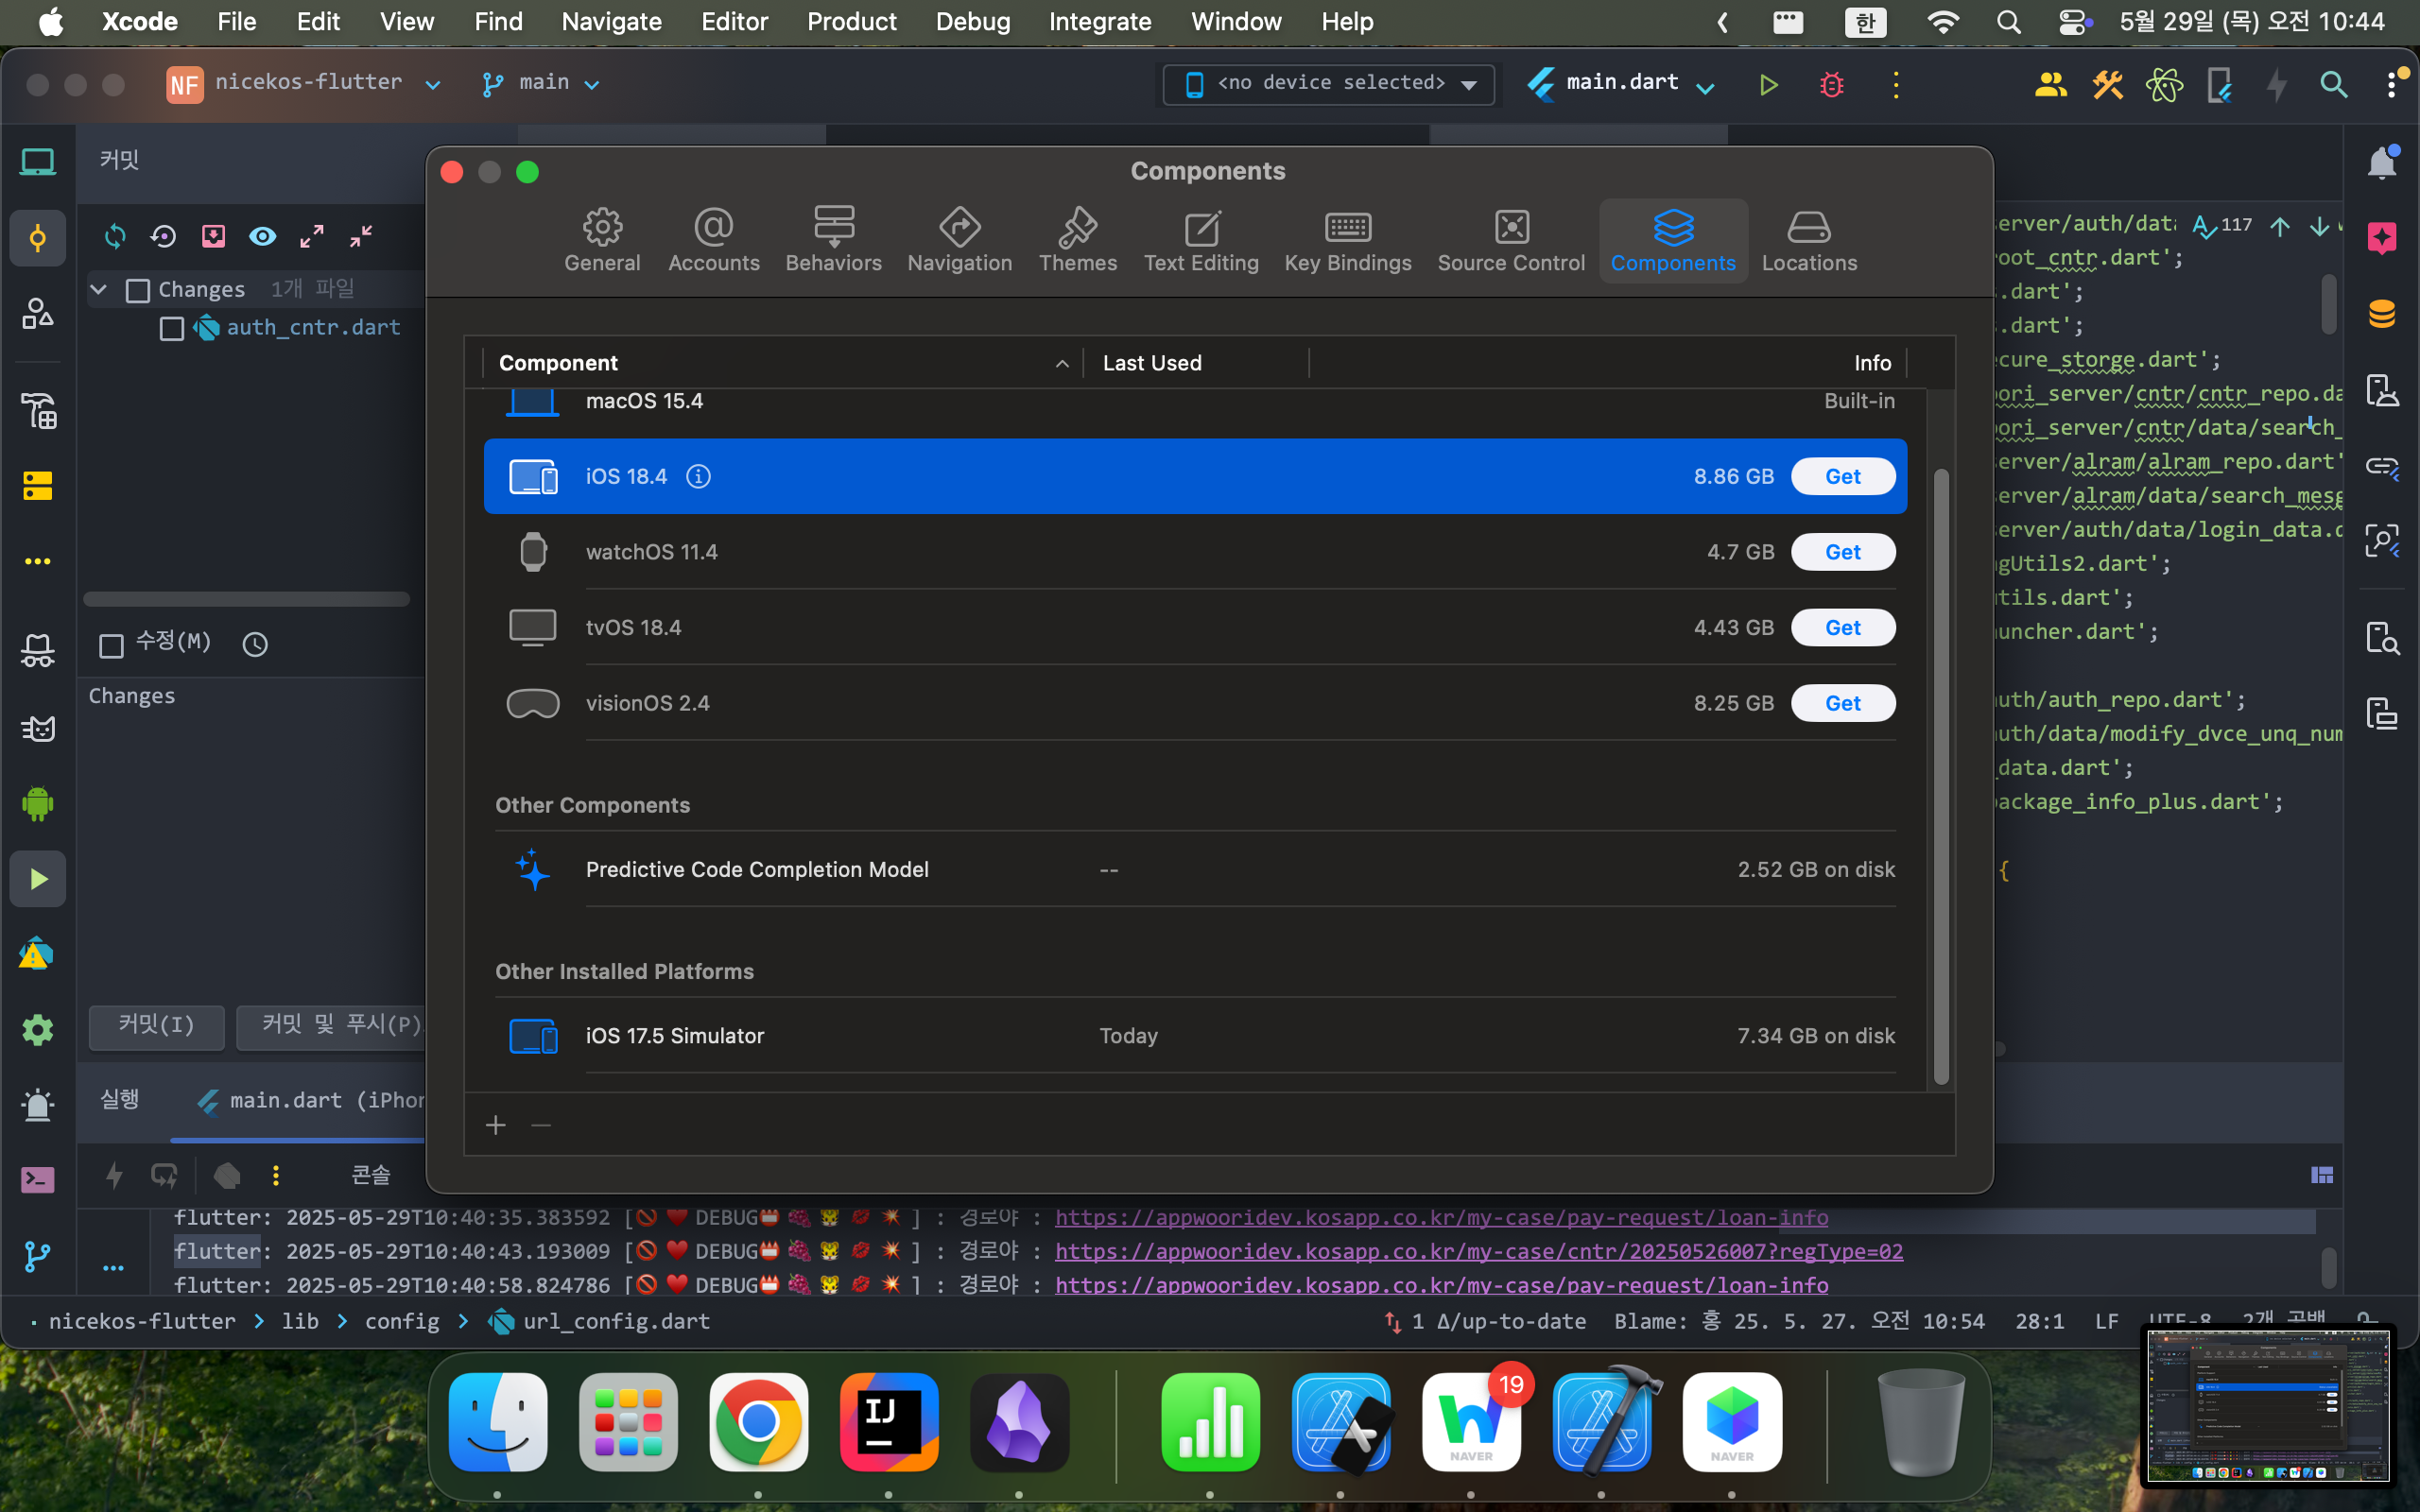 Xcode File Edit View Find Navigate Editor Product Debug Integrate Window Help 한 5월 29일 (목) 오전 10:44
NF nicekos-flutter main <no device selected> main.dart
커밋
Components
General Accounts Behaviors Navigation Themes Text Editing Key Bindings Source Control Components Locations
Changes 1개 파일
auth_cntr.dart
수정(M)
Changes
커밋(I) 커밋 및 푸시(P)
Component Last Used Info
macOS 15.4 Built-in
iOS 18.4 8.86 GB Get
watchOS 11.4 4.7 GB Get
tvOS 18.4 4.43 GB Get
visionOS 2.4 8.25 GB Get
Other Components
Predictive Code Completion Model -- 2.52 GB on disk
Other Installed Platforms
iOS 17.5 Simulator Today 7.34 GB on disk
erver/auth/dat 117
oot_cntr.dart';
.dart';
.dart';
cure_storge.dart';
ori_server/cntr/cntr_repo.da
ori_server/cntr/data/search_
erver/alram/alram_repo.dart'
erver/alram/data/search_mesg
erver/auth/data/login_data.d
gUtils2.dart';
tils.dart';
uncher.dart';
uth/auth_repo.dart';
uth/data/modify_dvce_unq_num
_data.dart';
ackage_info_plus.dart';
{
실행 main.dart (iPhon
콘솔
flutter: 2025-05-29T10:40:35.383592 [🚫 ❤️ DEBUG📛 🍇 🐯 💋 💥 ] : 경로야 : https://appwooridev.kosapp.co.kr/my-case/pay-request/loan-info
flutter: 2025-05-29T10:40:43.193009 [🚫 ❤️ DEBUG📛 🍇 🐯 💋 💥 ] : 경로야 : https://appwooridev.kosapp.co.kr/my-case/cntr/20250526007?regType=02
flutter: 2025-05-29T10:40:58.824786 [🚫 ❤️ DEBUG📛 🍇 🐯 💋 💥 ] : 경로야 : https://appwooridev.kosapp.co.kr/my-case/pay-request/loan-info
nicekos-flutter > lib > config > url_config.dart 1 ∆/up-to-date Blame: 홍 25. 5. 27. 오전 10:54 28:1 LF UTF-8 2개 공백
IJ NAVER 19 NAVER